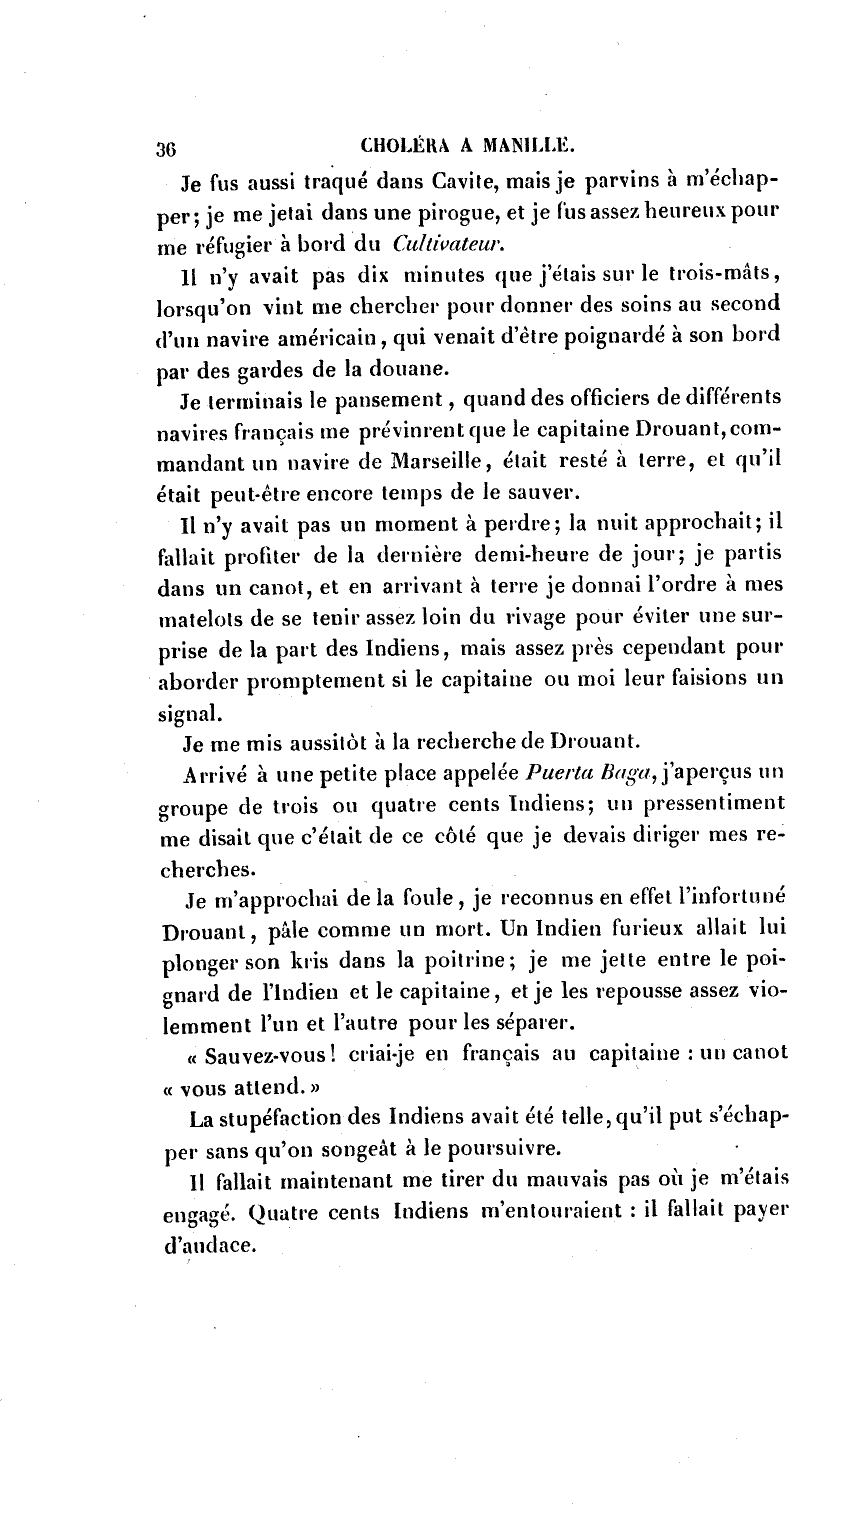 36 CHOLÉRA A MANILLE.
Je fus aussi traqué dans Cavite, mais je parvins à m'échap-
per; je me jetai dans une pirogue, et je fus assez heureux pour
me réfugier à bord du Cultivateur.
Il n'y avait pas dix minutes que j'étais sur le trois-mâts,
lorsqu'on vint me chercher pour donner des soins au second
d'un navire américain, qui venait d'être poignardé à son bord
par des gardes de la douane.
Je terminais le pansement, quand des officiers de différents
navires français me prévinrent que le capitaine Drouant, com-
mandant un navire de Marseille, était resté à terre, et qu'il
était peut-être encore temps de le sauver.
Il n'y avait pas un moment à perdre; la nuit approchait; il
fallait profiter de la dernière demi-heure de jour; je partis
dans un canot, et en arrivant à terre je donnai l'ordre à mes
matelots de se tenir assez loin du rivage pour éviter une sur-
prise de la part des Indiens, mais assez près cependant pour
aborder promptement si le capitaine ou moi leur faisions un
signal.
Je me mis aussitôt à la recherche de Drouant.
Arrivé à une petite place appelée Puerta Baga, j'aperçus un
groupe de trois ou quatre cents Indiens; un pressentiment
me disait que c'était de ce côté que je devais diriger mes re-
cherches.
Je m'approchai de la foule, je reconnus en effet l'infortuné
Drouant, pâle comme un mort. Un Indien furieux allait lui
plonger son kris dans la poitrine; je me jette entre le poi-
gnard de l'Indien et le capitaine, et je les repousse assez vio-
lemment l'un et l'autre pour les séparer.
« Sauvez-vous! criai-je en français au capitaine : un canot
« vous attend. »
La stupéfaction des Indiens avait été telle, qu'il put s'échap-
per sans qu'on songeât à le poursuivre.
Il fallait maintenant me tirer du mauvais pas où je m'étais
engagé. Quatre cents Indiens m'entouraient : il fallait payer
d'audace.